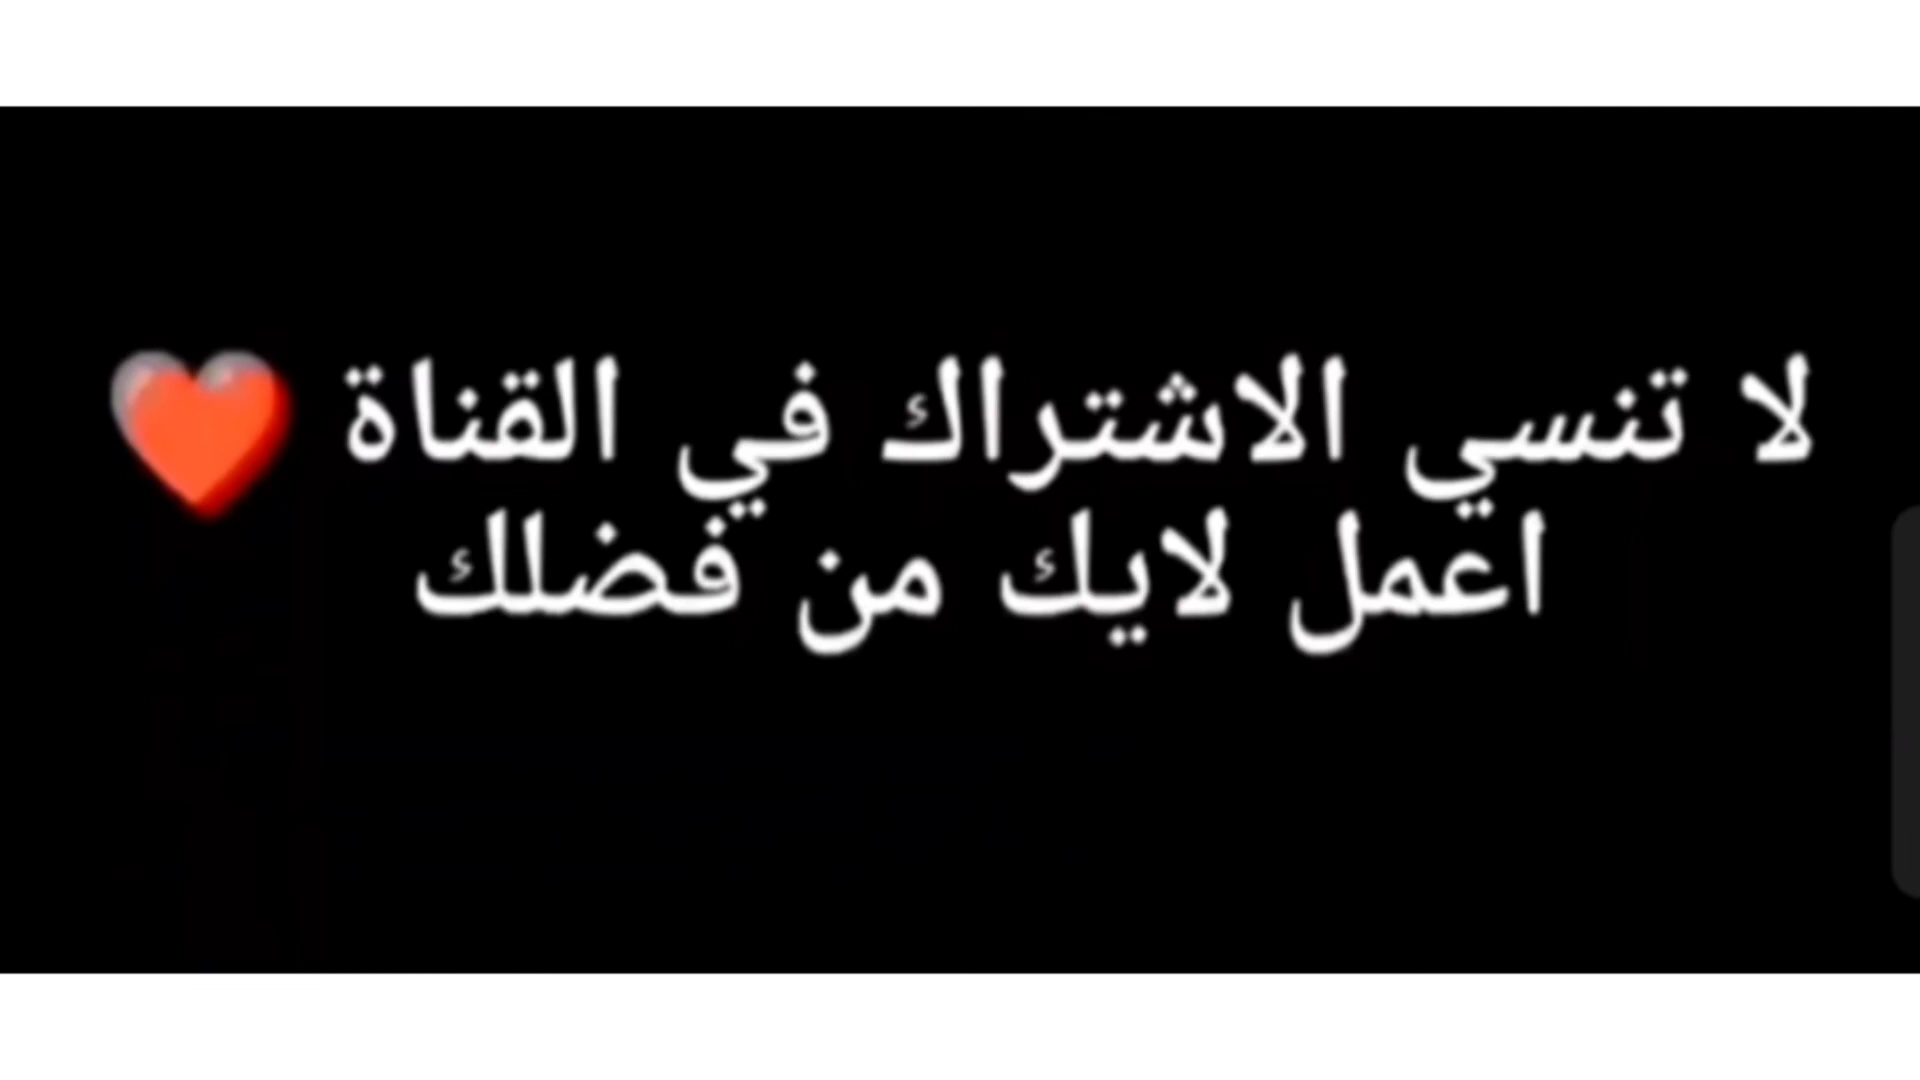 لا تنسي الاشتراك في القناة ❤️
اعمل لايك من فضلك